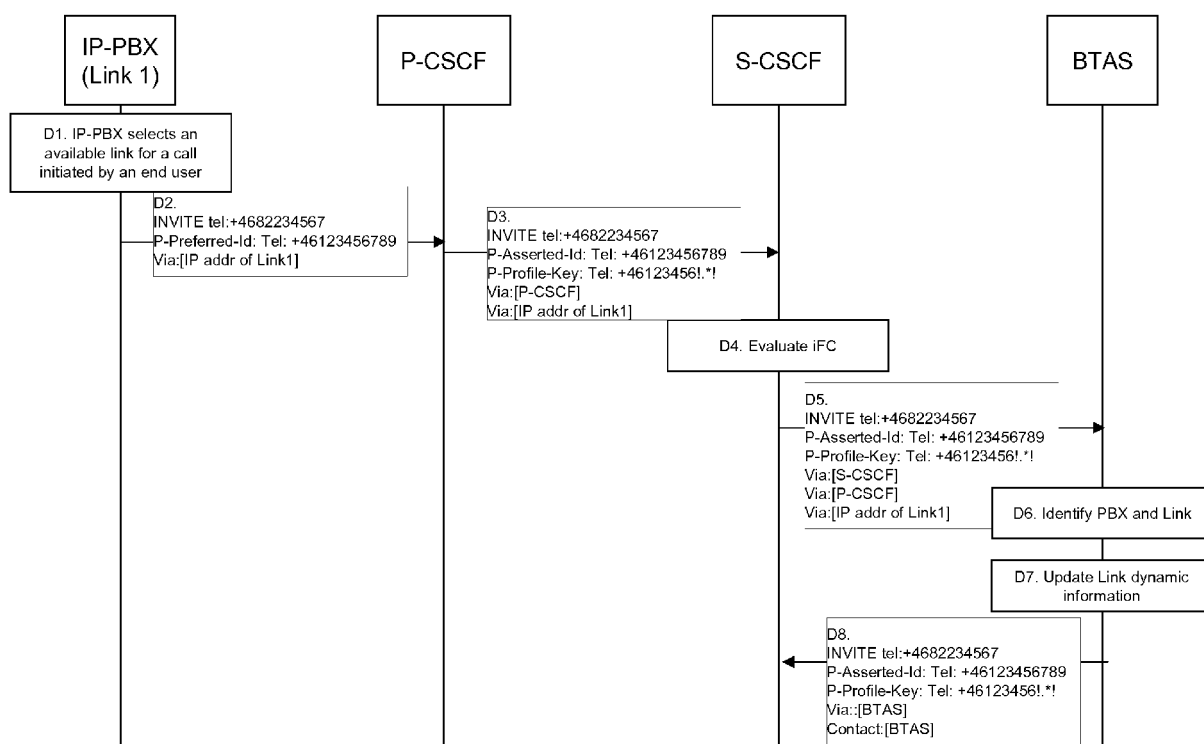 IP-PBX
(Link 1)
P-CSCF
S-CSCF
BTAS
D1. IP-PBX selects an
available link for a call
initiated by an end user
D2.
INVITE tel:+4682234567
P-Preferred-Id: Tel: +46123456789
Via:[IP addr of Link1]
D3.
INVITE tel:+4682234567
P-Asserted-Id: Tel: +46123456789
P-Profile-Key: Tel: +46123456!.*!
Via:[P-CSCF]
Via:[IP addr of Link1]
D4. Evaluate iFC
D5.
INVITE tel:+4682234567
P-Asserted-Id: Tel: +46123456789
P-Profile-Key: Tel: +46123456!.*!
Via:[S-CSCF]
Via:[P-CSCF]
Via:[IP addr of Link1]
D6. Identify PBX and Link
D7. Update Link dynamic
information
D8.
INVITE tel:+4682234567
P-Asserted-Id: Tel: +46123456789
P-Profile-Key: Tel: +46123456!.*!
Via::[BTAS]
Contact:[BTAS]